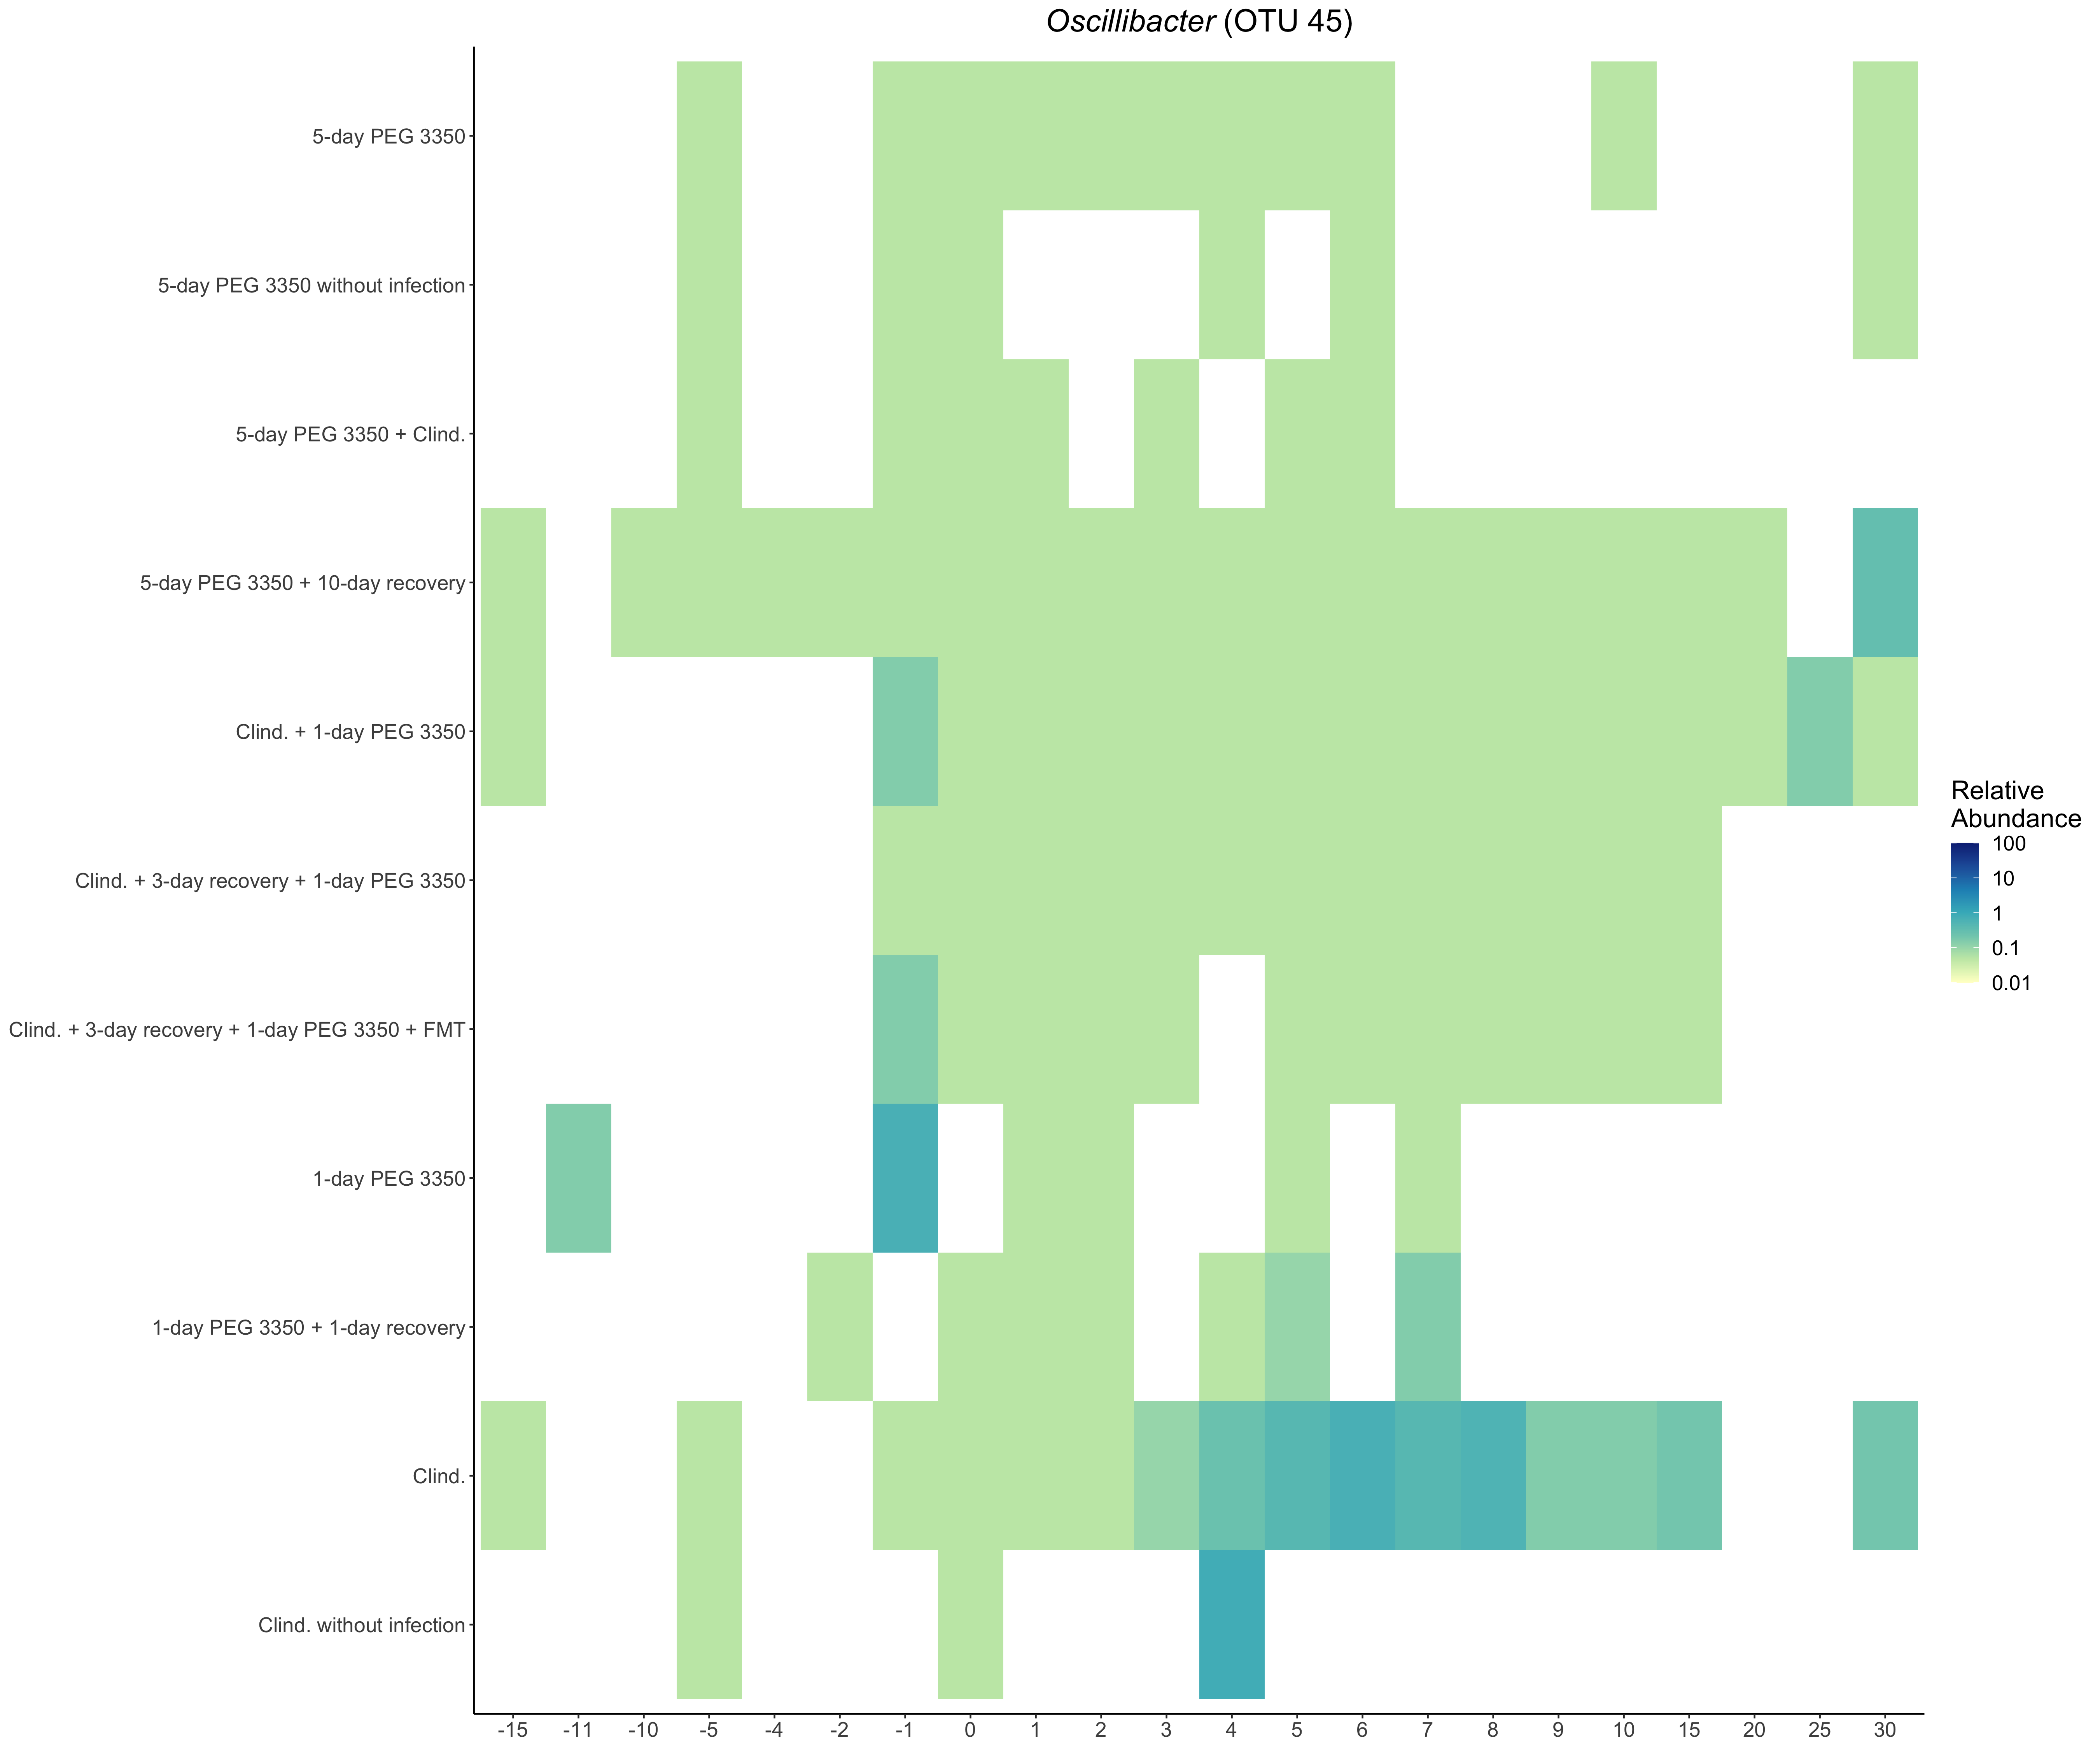 Oscillibacter (OTU 45)
5-day PEG 3350
5-day PEG 3350 without infection
5-day PEG 3350 + Clind.
5-day PEG 3350 + 10-day recovery
Clind. + 1-day PEG 3350
Clind. + 3-day recovery + 1-day PEG 3350
Clind. + 3-day recovery + 1-day PEG 3350 + FMT
1-day PEG 3350
1-day PEG 3350 + 1-day recovery
Clind.
Clind. without infection
-15 -11 -10 -5 -4 -2 -1 0 1 2 3 4 5 6 7 8 9 10 15 20 25 30
Relative
Abundance
100
10
1
0.1
0.01